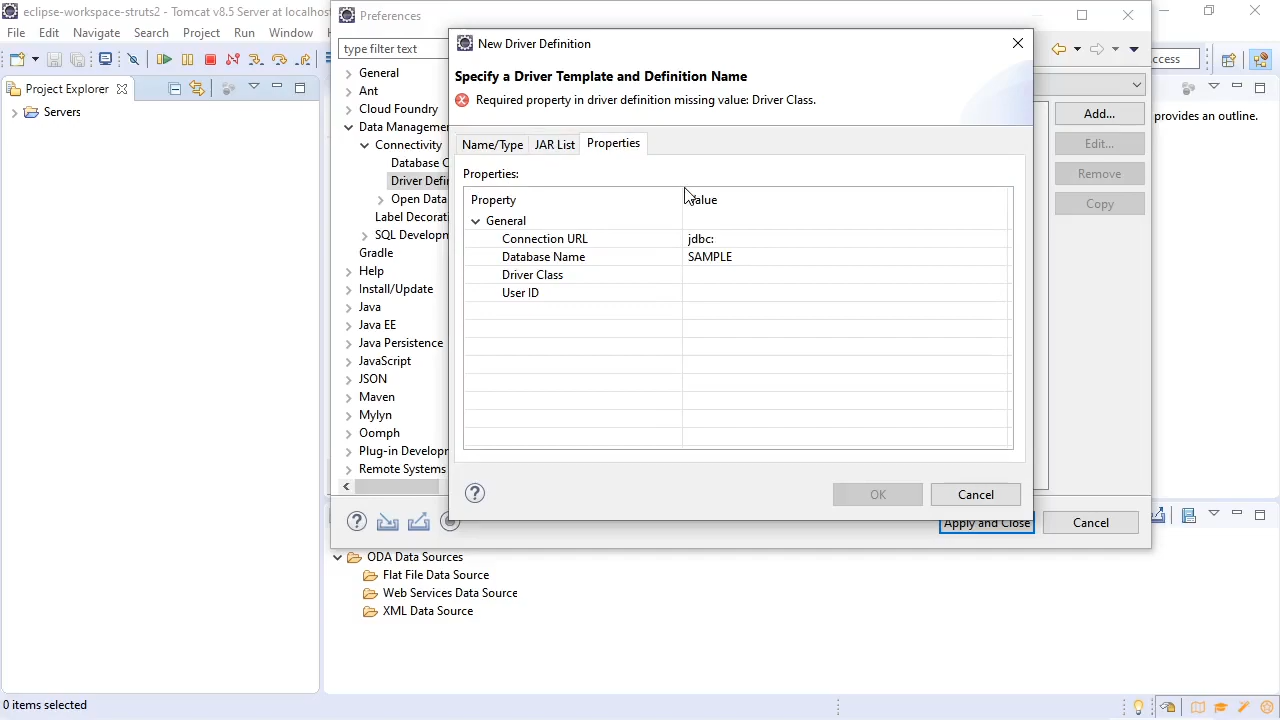 eclipse-workspace-struts2 - Tomcat v8.5 Server at localhost
Preferences
File Edit Navigate Search Project Run Window
type filter text
New Driver Definition
Specify a Driver Template and Definition Name
Required property in driver definition missing value: Driver Class.
Project Explorer
Servers
General
Ant
Cloud Foundry
Data Management
Connectivity
Database C
Driver Defi
Open Data
Label Decorati
SQL Developm
Gradle
Help
Install/Update
Java
Java EE
Java Persistence
JavaScript
JSON
Maven
Mylyn
Oomph
Plug-in Developm
Remote Systems
Name/Type JAR List Properties
Properties:
Property
General
Connection URL jdbc:
Database Name SAMPLE
Driver Class
User ID
OK Cancel
Add...
Edit...
Remove
Copy
provides an outline.
Apply and Close Cancel
ODA Data Sources
Flat File Data Source
Web Services Data Source
XML Data Source
0 items selected